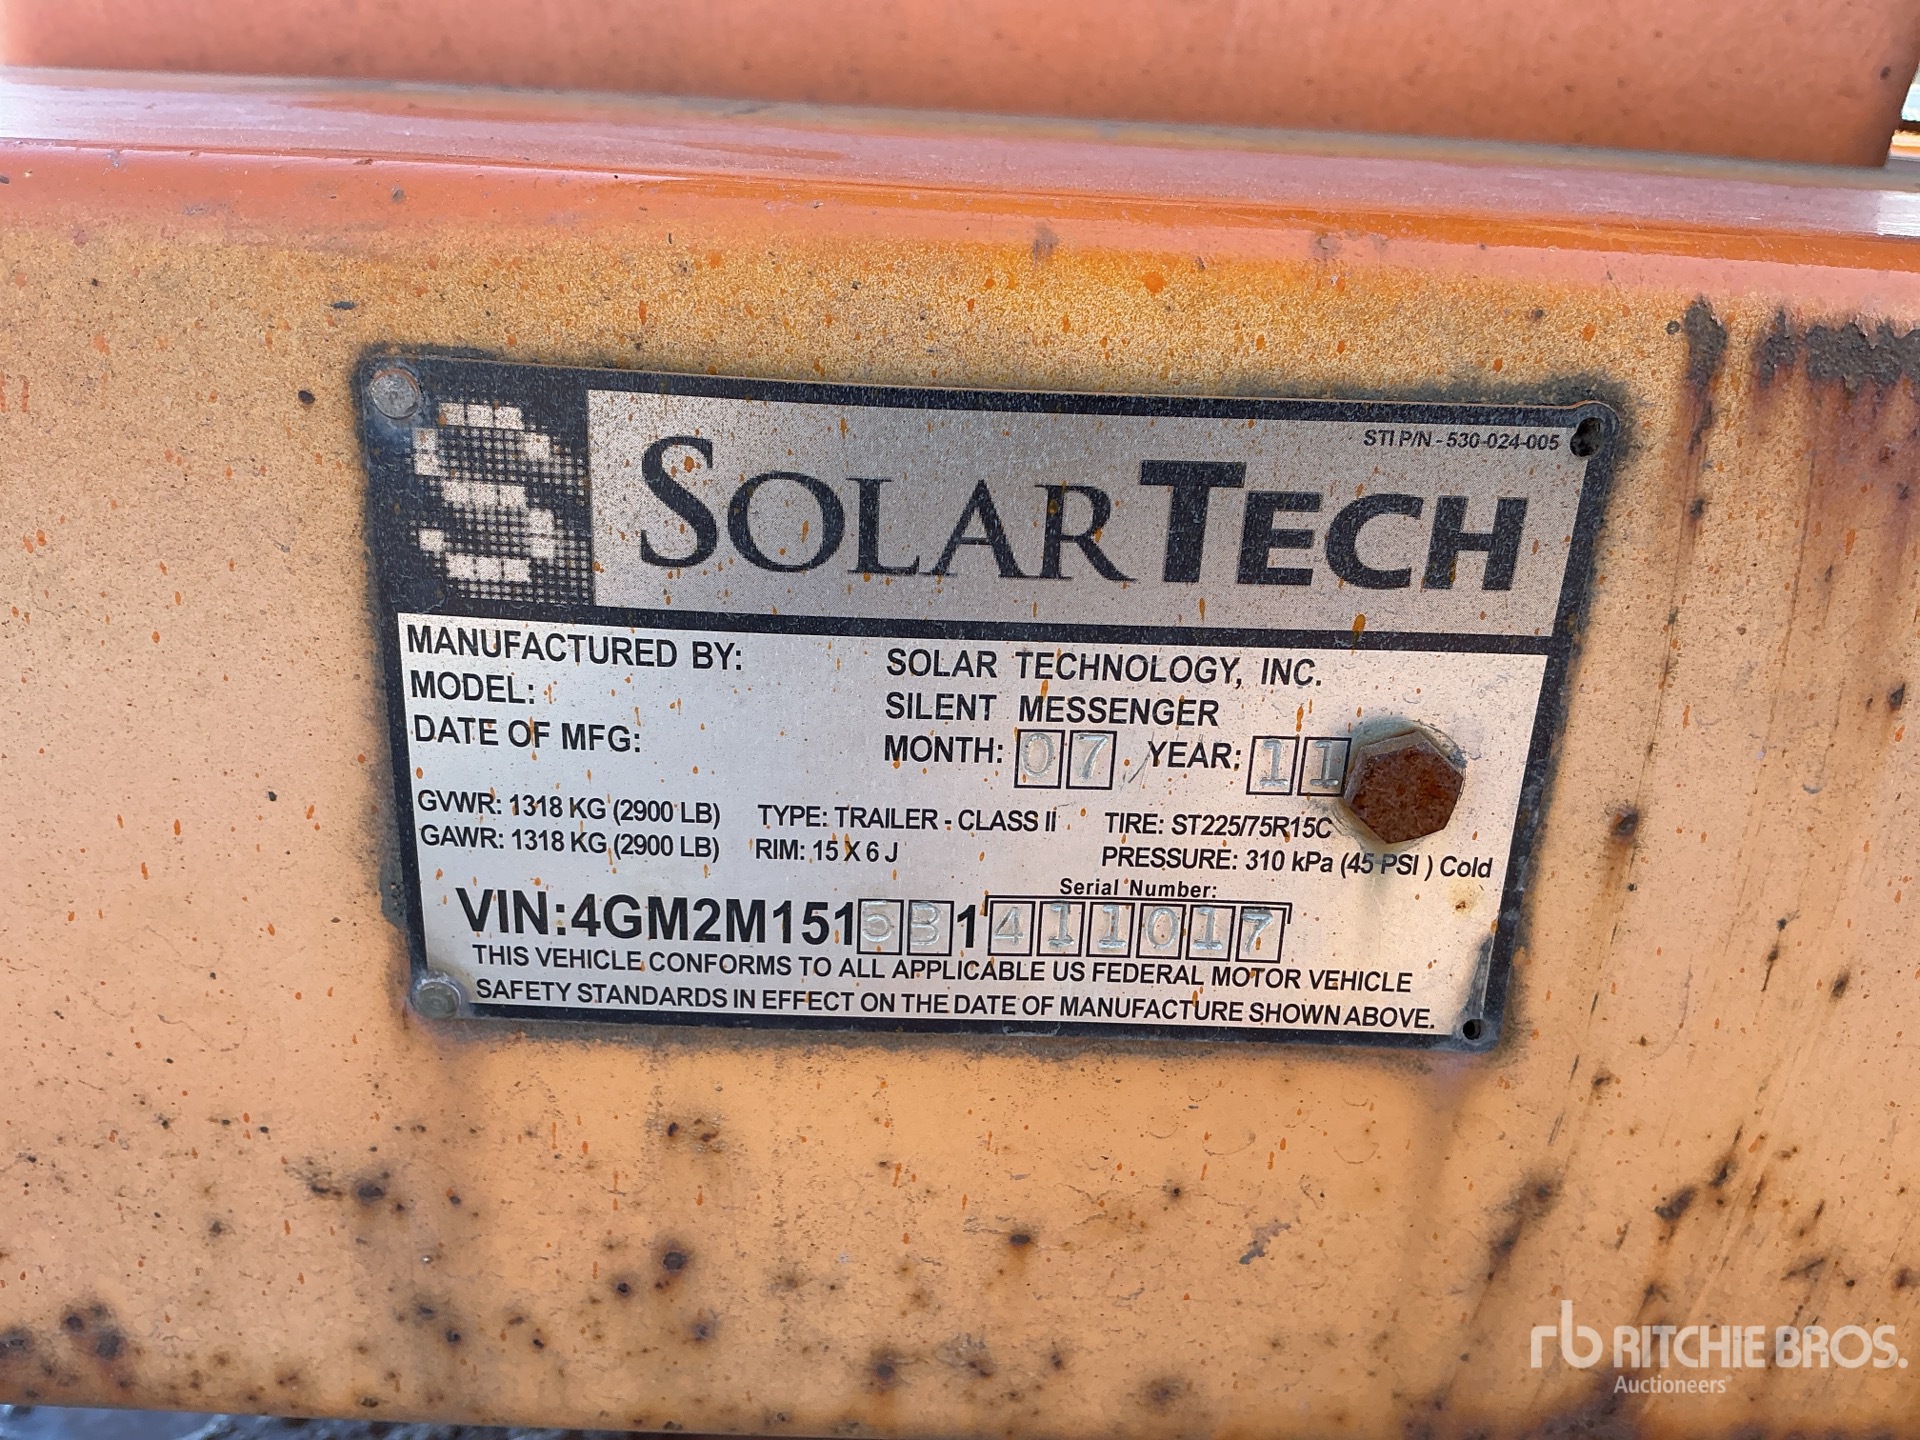 STI P/N - 530-024-005
SOLARTECH
MANUFACTURED BY: SOLAR TECHNOLOGY, INC.
MODEL: SILENT MESSENGER
DATE OF MFG: MONTH: 07 YEAR: 11
GVWR: 1318 KG (2900 LB) TYPE: TRAILER - CLASS II TIRE: ST225/75R15C
GAWR: 1318 KG (2900 LB) RIM: 15 X 6 J PRESSURE: 310 kPa (45 PSI ) Cold
Serial Number:
VIN:4GM2M1515B1411017
THIS VEHICLE CONFORMS TO ALL APPLICABLE US FEDERAL MOTOR VEHICLE
SAFETY STANDARDS IN EFFECT ON THE DATE OF MANUFACTURE SHOWN ABOVE.
rb RITCHIE BROS.
Auctioneers